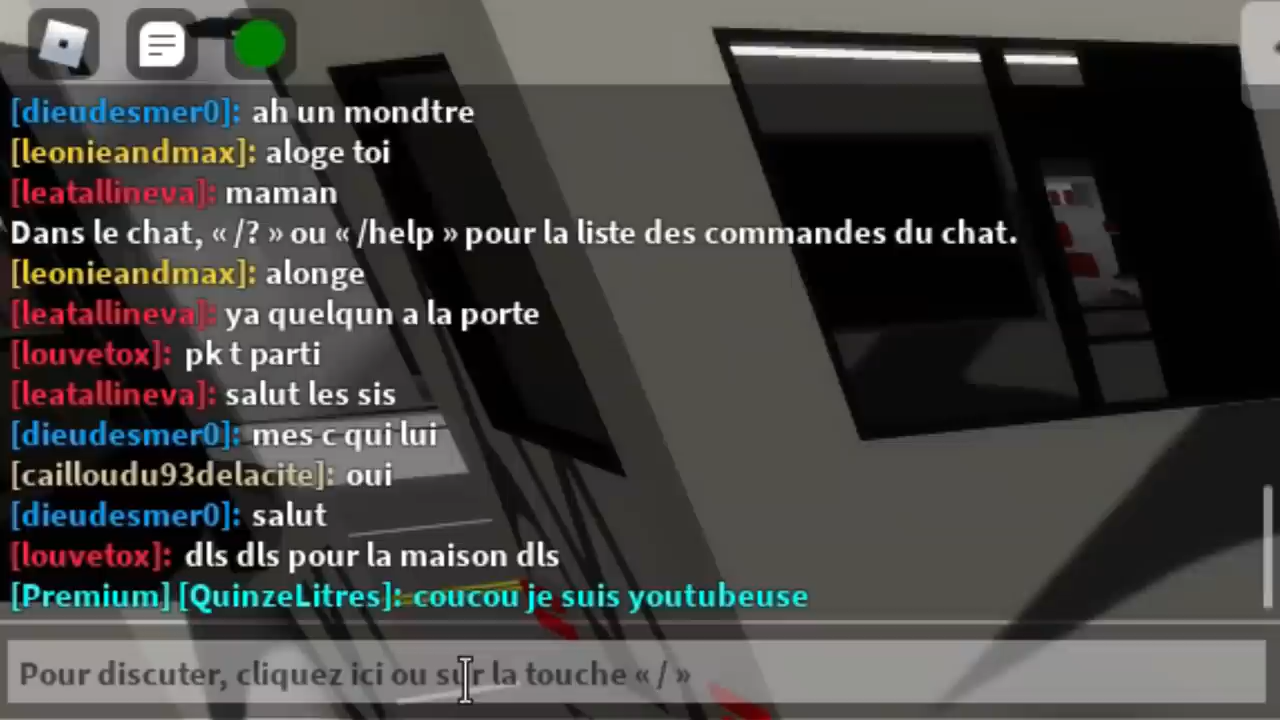 [dieudesmer0]: ah un mondtre
[leonieandmax]: aloge toi
[leatallineva]: maman
Dans le chat, « /? » ou « /help » pour la liste des commandes du chat.
[leonieandmax]: alonge
[leatallineva]: ya quelqun a la porte
[louvetox]: pk t parti
[leatallineva]: salut les sis
[dieudesmer0]: mes c qui lui
[cailloudu93delacite]: oui
[dieudesmer0]: salut
[louvetox]: dls dls pour la maison dls
[Premium] [QuinzeLitres]: coucou je suis youtubeuse
Pour discuter, cliquez ici ou sur la touche « / »